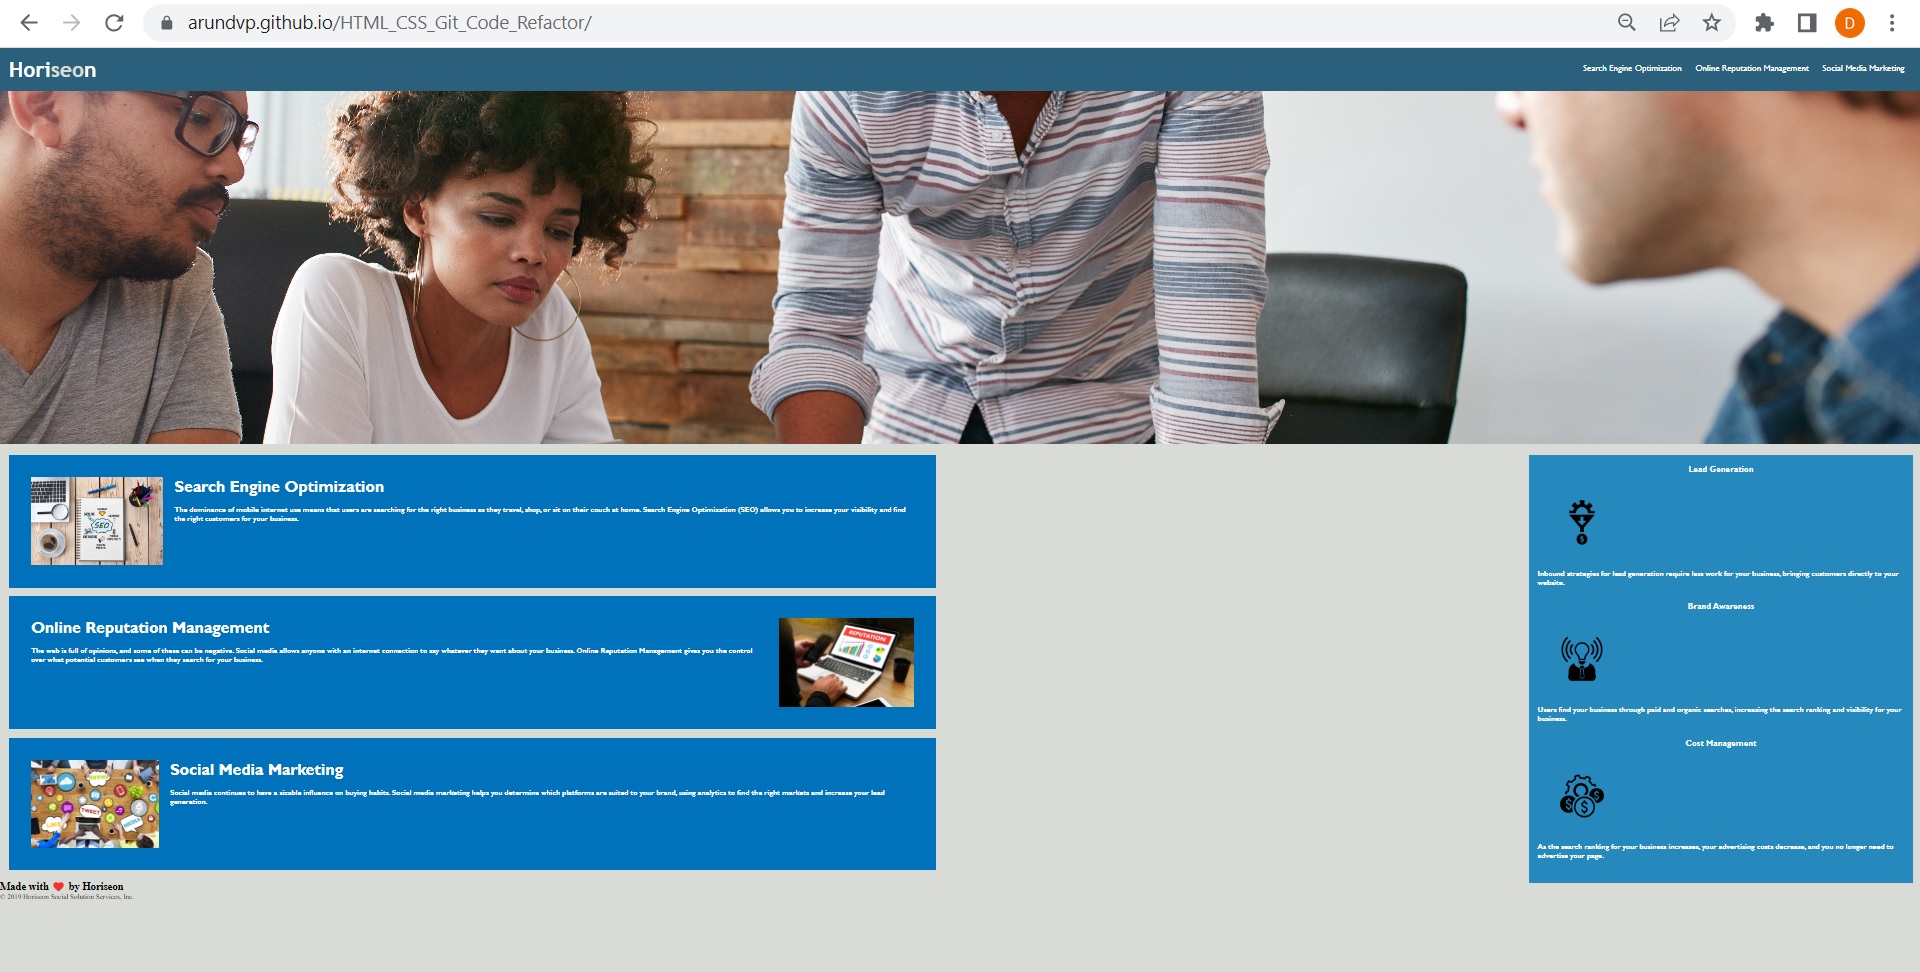 arundvp.github.io/HTML_CSS_Git_Code_Refactor/
D
Horiseon
Search Engine Optimization Online Reputation Management Social Media Marketing
Search Engine Optimization
The dominance of mobile internet use means that users are searching for the right business as they travel, shop, or sit on their couch at home. Search Engine Optimization (SEO) allows you to increase your visibility and find
the right customers for your business.
SEO
Online Reputation Management
The web is full of opinions, and some of these can be negative. Social media allows anyone with an internet connection to say whatever they want about your business. Online Reputation Management gives you the control
over what potential customers see when they search for your business.
REPUTATION
Social Media Marketing
Social media continues to have a sizable influence on buying habits. Social media marketing helps you determine which platforms are suited to your brand, using analytics to find the right markets and increase your lead
generation.
TWEET
LIKE
MEDIA
Lead Generation
Inbound strategies for lead generation require less work for your business, bringing customers directly to your
website.
Brand Awareness
Users find your business through paid and organic searches, increasing the search ranking and visibility for your
business.
Cost Management
As the search ranking for your business increases, your advertising costs decrease, and you no longer need to
advertise your page.
Made with ❤️ by Horiseon
© 2019 Horiseon Social Solution Services, Inc.